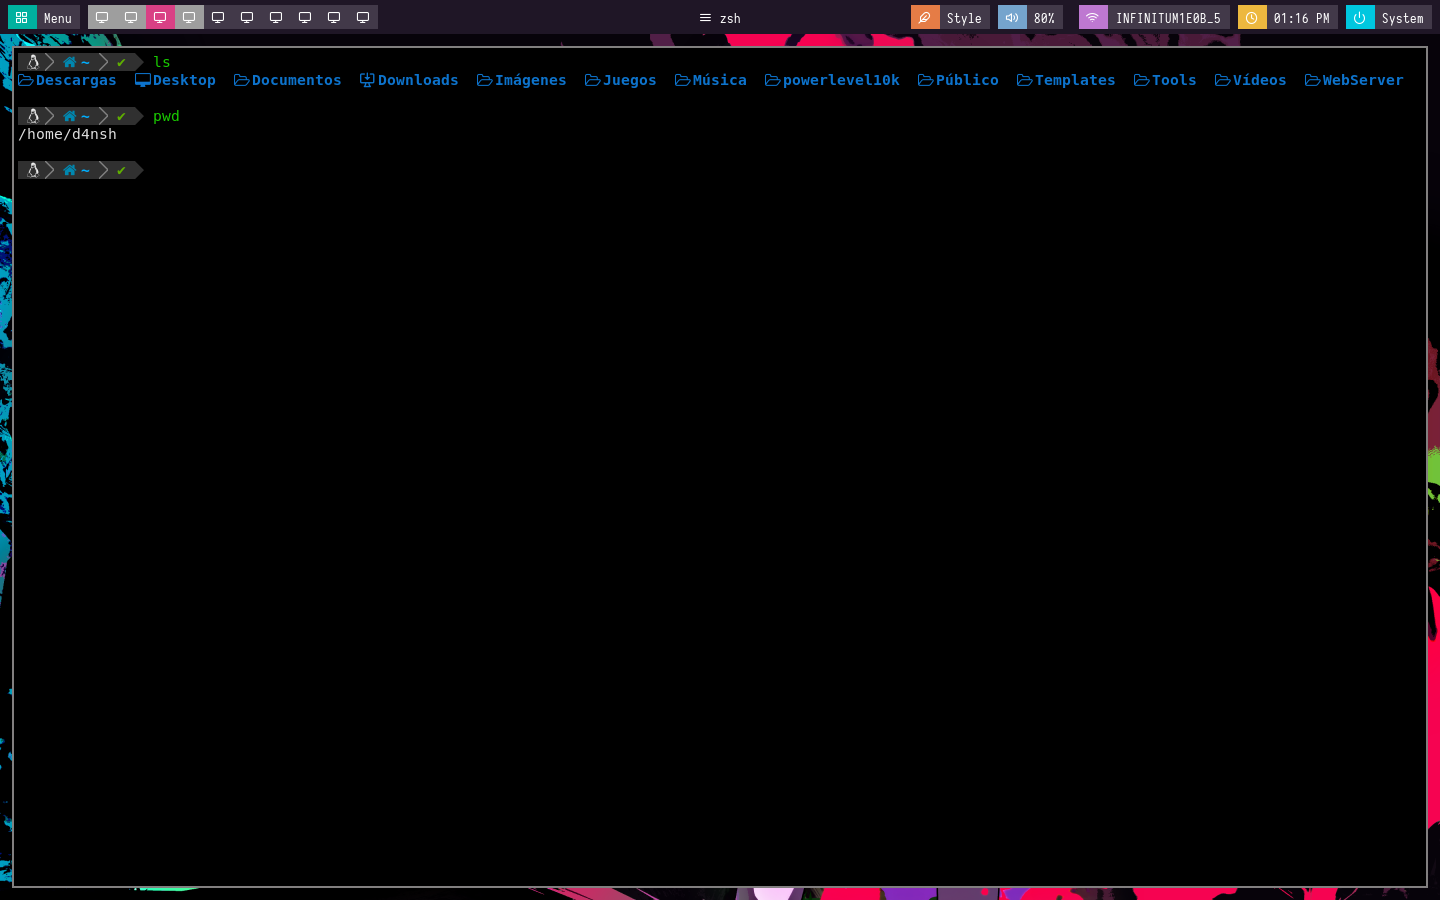 Menu zsh Style 80% INFINITUM1E0B_5 01:16 PM System
~ ✔ ls
Descargas Desktop Documentos Downloads Imágenes Juegos Música powerlevel10k Público Templates Tools Vídeos WebServer
~ ✔ pwd
/home/d4nsh
~ ✔